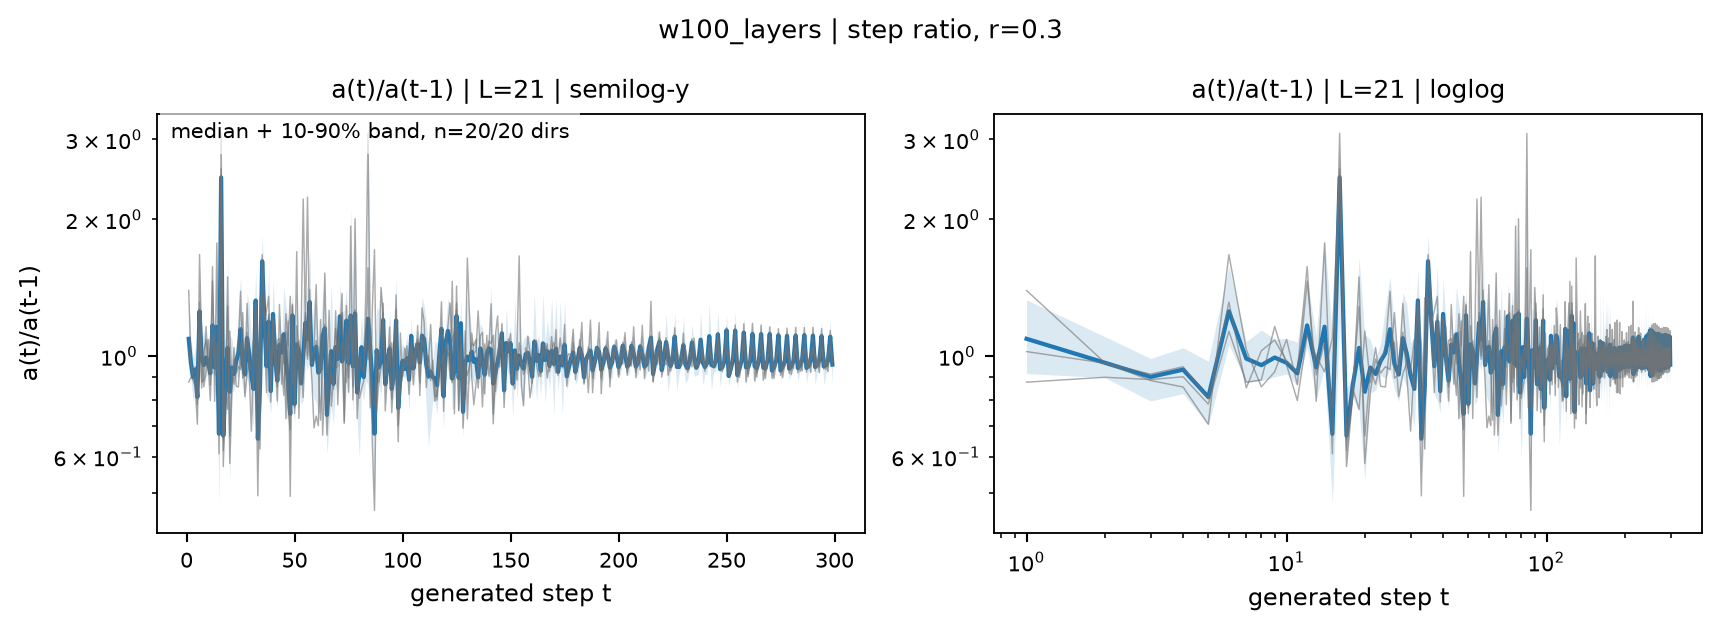 w100_layers | step ratio, r=0.3
a(t)/a(t-1) | L=21 | semilog-y
median + 10-90% band, n=20/20 dirs
3 × 10⁰
2 × 10⁰
10⁰
6 × 10⁻¹
a(t)/a(t-1)
0 50 100 150 200 250 300
generated step t
a(t)/a(t-1) | L=21 | loglog
3 × 10⁰
2 × 10⁰
10⁰
6 × 10⁻¹
10⁰ 10¹ 10²
generated step t